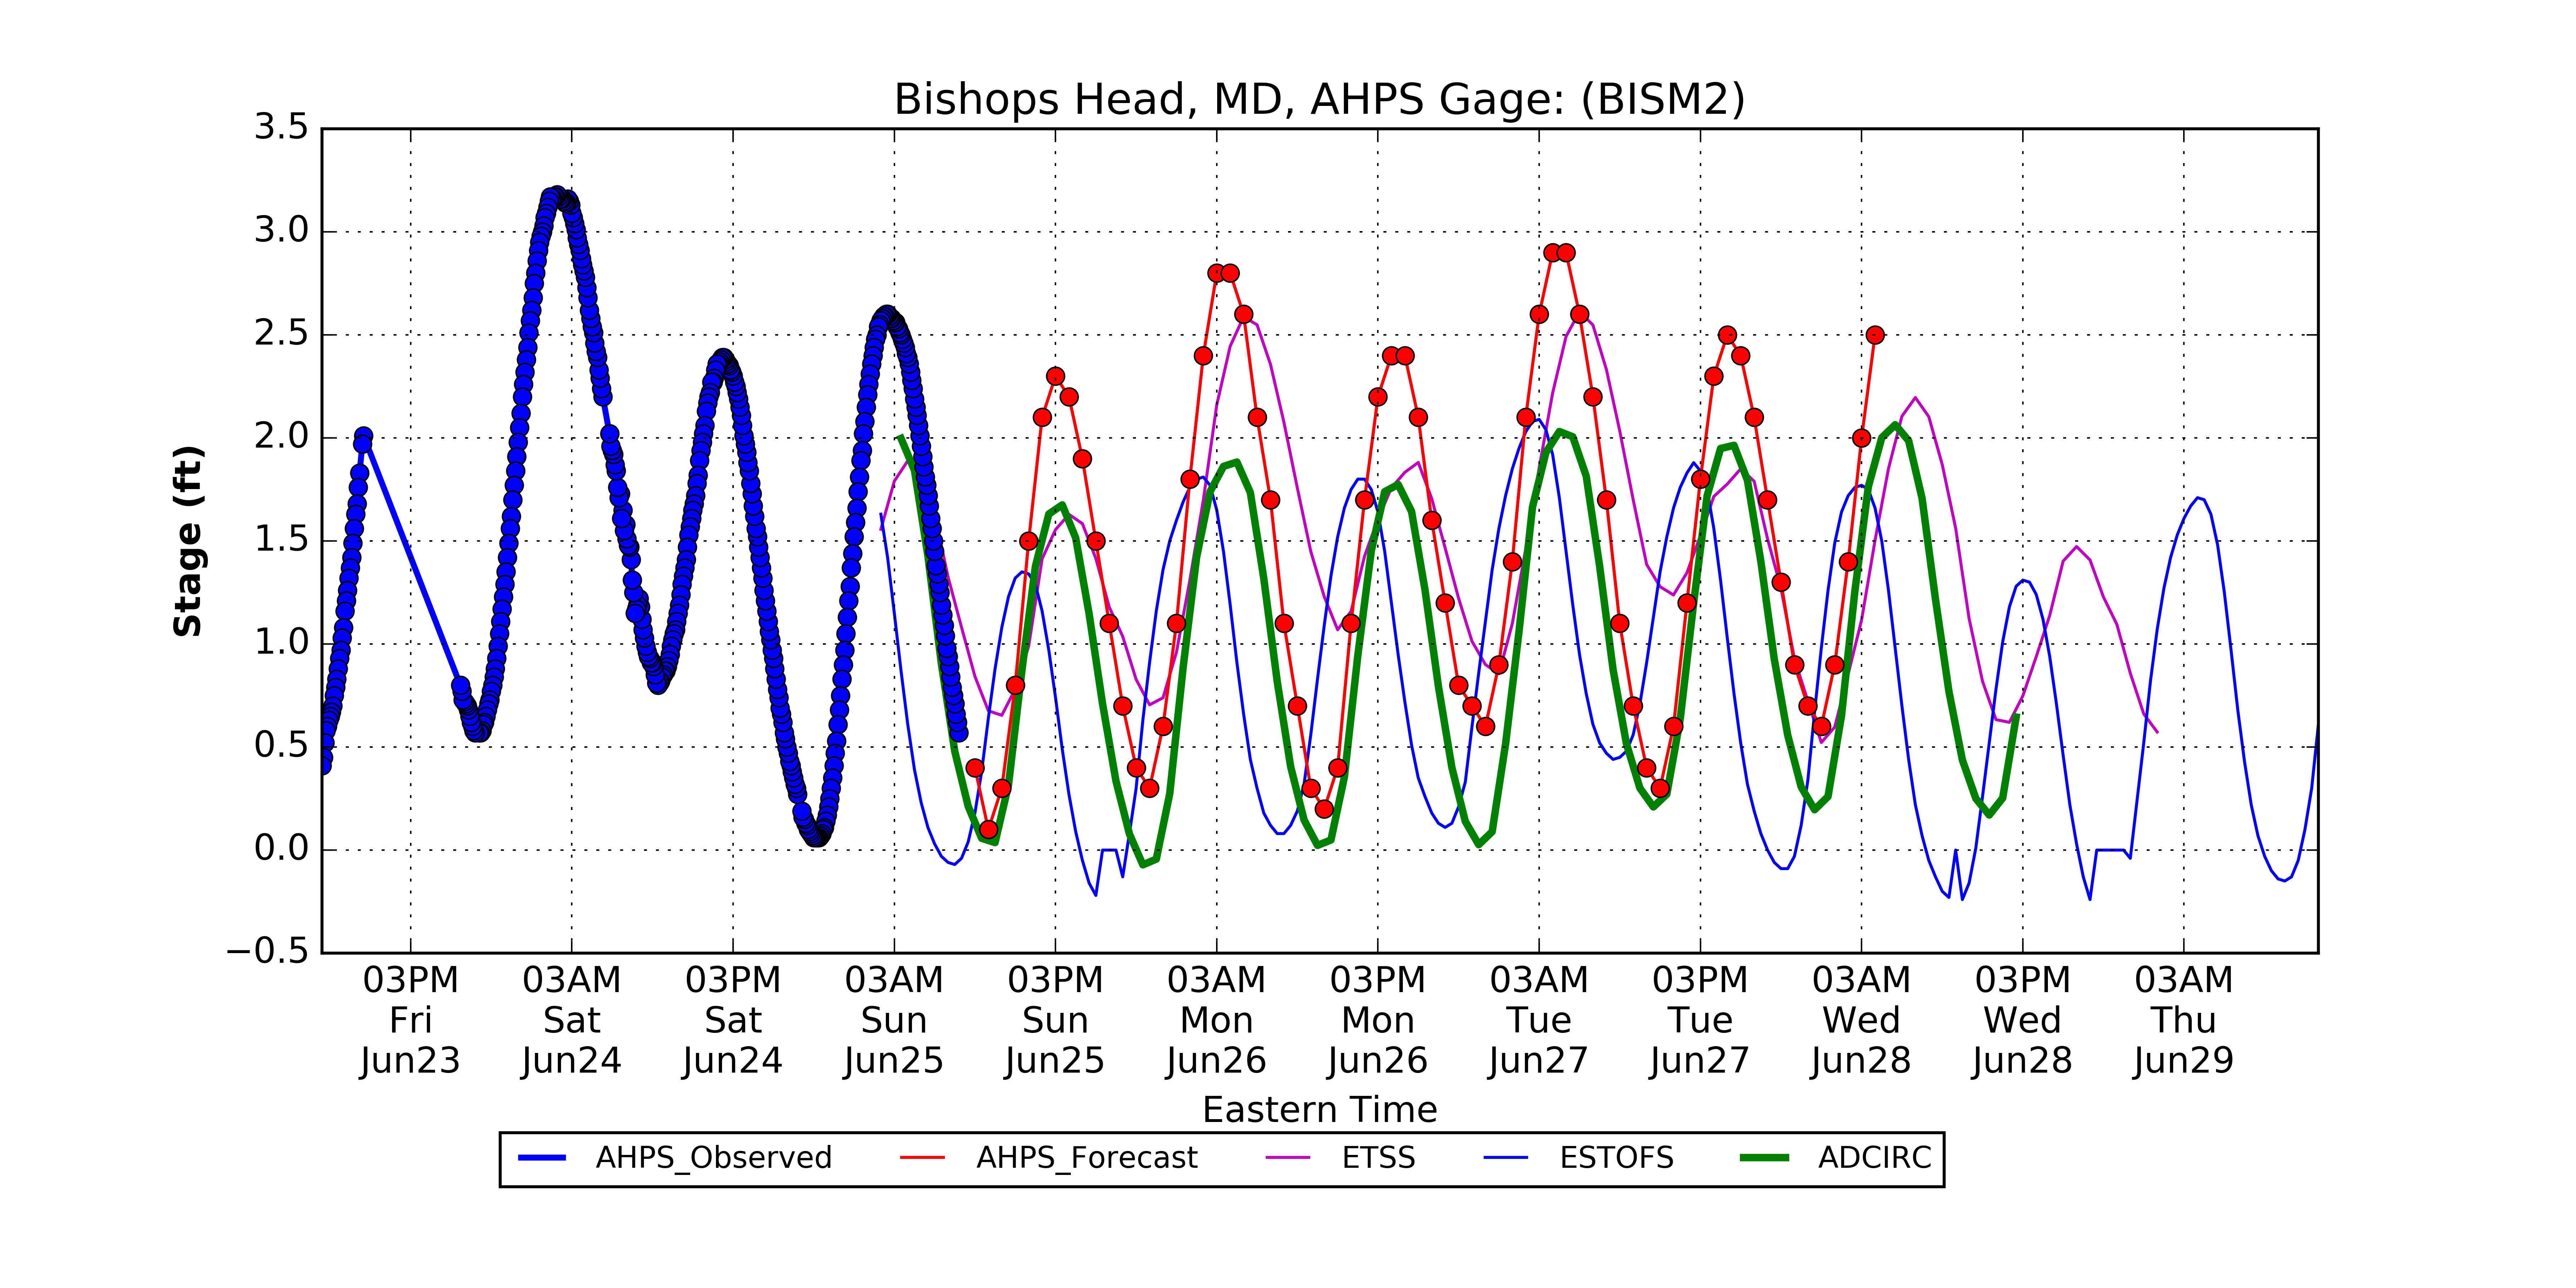 Bishops Head, MD, AHPS Gage: (BISM2)
3.5
3.0
2.5
2.0
1.5
1.0
0.5
0.0
−0.5
Stage (ft)
03PM 03AM 03PM 03AM 03PM 03AM 03PM 03AM 03PM 03AM 03PM 03AM
Fri Sat Sat Sun Sun Mon Mon Tue Tue Wed Wed Thu
Jun23 Jun24 Jun24 Jun25 Jun25 Jun26 Jun26 Jun27 Jun27 Jun28 Jun28 Jun29
Eastern Time
AHPS_Observed AHPS_Forecast ETSS ESTOFS ADCIRC